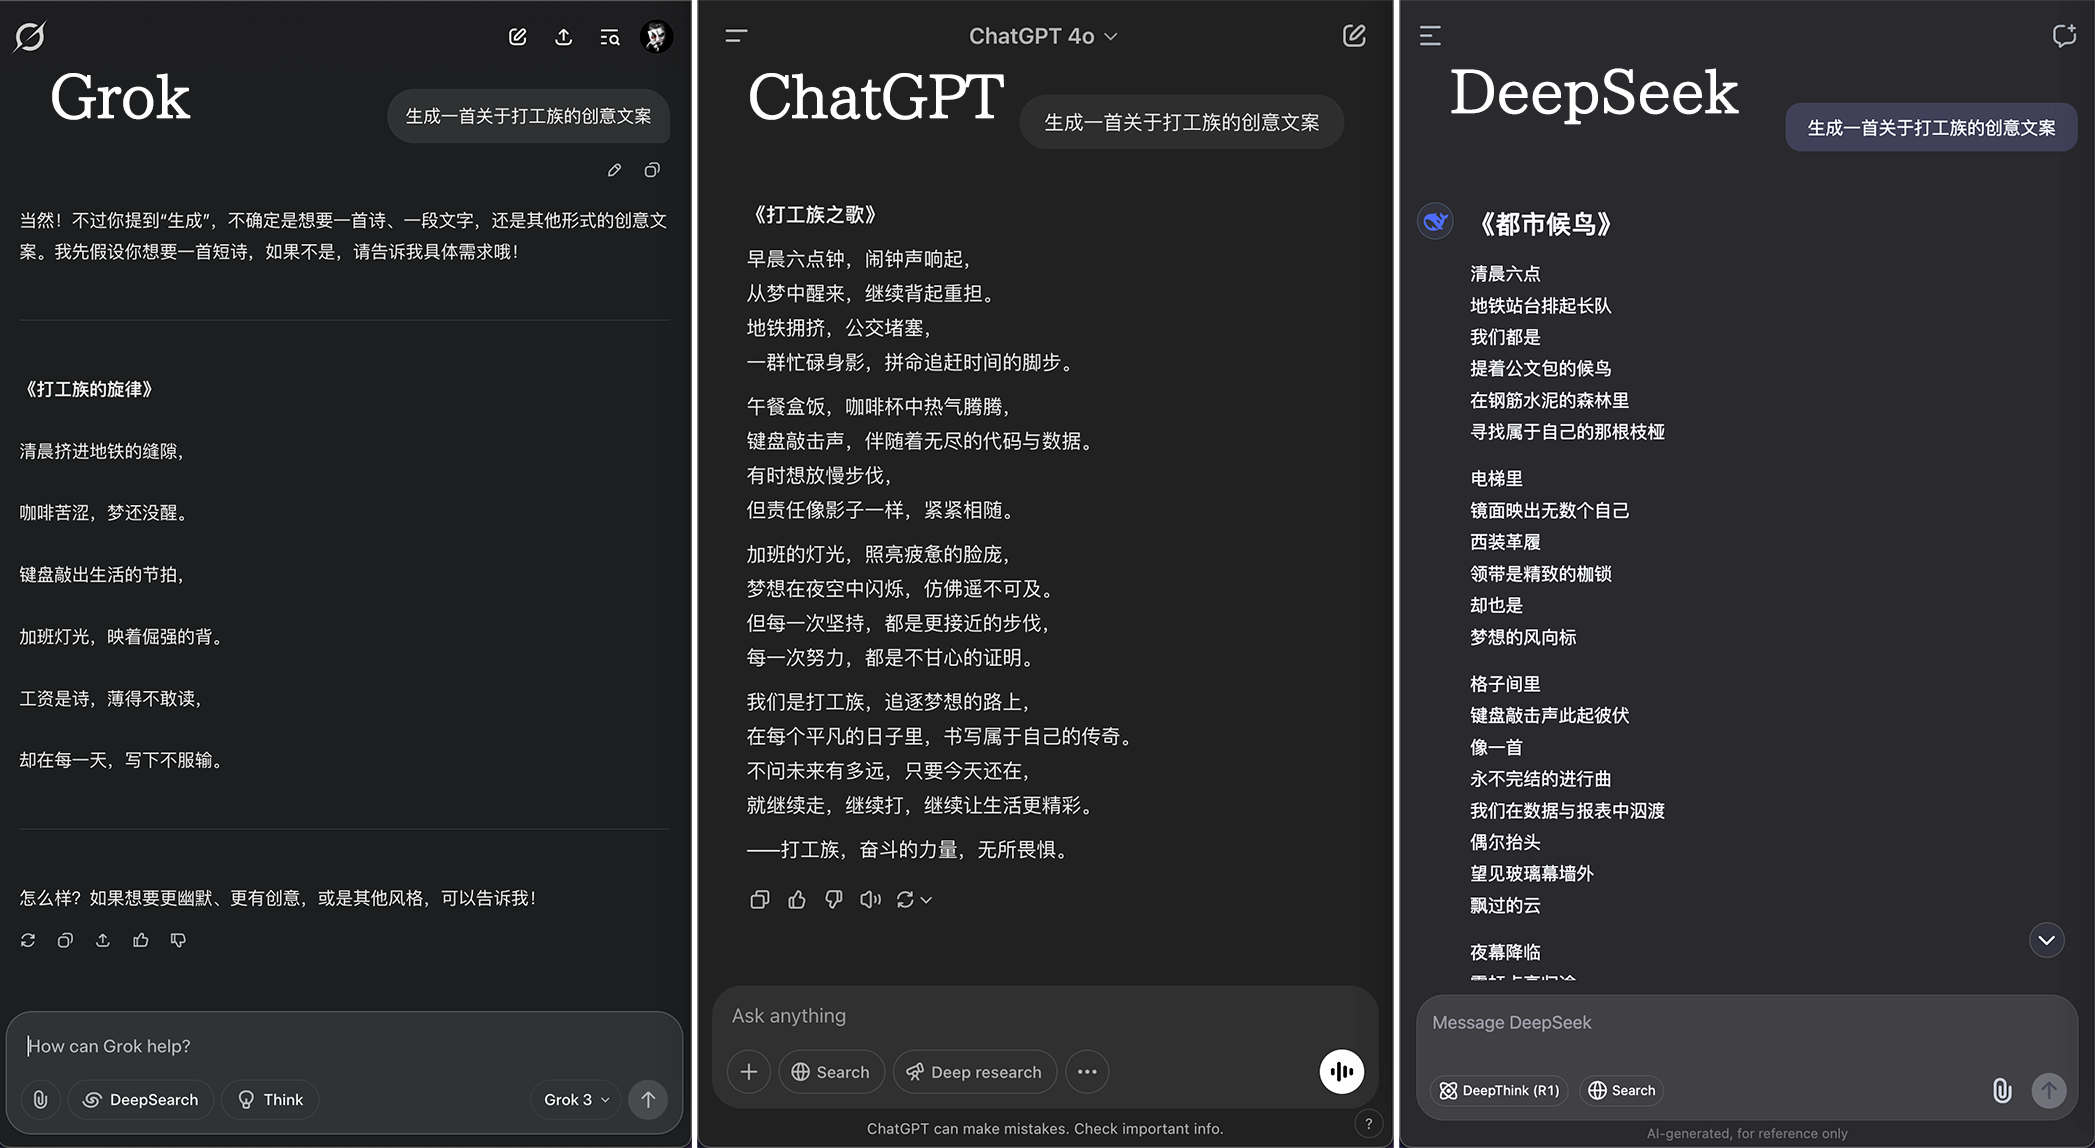 Grok
生成一首关于打工族的创意文案
当然！不过你提到“生成”，不确定是想要一首诗、一段文字，还是其他形式的创意文
案。我先假设你想要一首短诗，如果不是，请告诉我具体需求哦！
《打工族的旋律》
清晨挤进地铁的缝隙，
咖啡苦涩，梦还没醒。
键盘敲出生活的节拍，
加班灯光，映着倔强的背。
工资是诗，薄得不敢读，
却在每一天，写下不服输。
怎么样？如果想要更幽默、更有创意，或是其他风格，可以告诉我！
How can Grok help?
DeepSearch
Think
Grok 3
ChatGPT 4o
ChatGPT
生成一首关于打工族的创意文案
《打工族之歌》
早晨六点钟，闹钟声响起，
从梦中醒来，继续背起重担。
地铁拥挤，公交堵塞，
一群忙碌身影，拼命追赶时间的脚步。
午餐盒饭，咖啡杯中热气腾腾，
键盘敲击声，伴随着无尽的代码与数据。
有时想放慢步伐，
但责任像影子一样，紧紧相随。
加班的灯光，照亮疲惫的脸庞，
梦想在夜空中闪烁，仿佛遥不可及。
但每一次坚持，都是更接近的步伐，
每一次努力，都是不甘心的证明。
我们是打工族，追逐梦想的路上，
在每个平凡的日子里，书写属于自己的传奇。
不问未来有多远，只要今天还在，
就继续走，继续打，继续让生活更精彩。
——打工族，奋斗的力量，无所畏惧。
Ask anything
Search
Deep research
ChatGPT can make mistakes. Check important info.
?
DeepSeek
生成一首关于打工族的创意文案
《都市候鸟》
清晨六点
地铁站台排起长队
我们都是
提着公文包的候鸟
在钢筋水泥的森林里
寻找属于自己的那根枝桠
电梯里
镜面映出无数个自己
西装革履
领带是精致的枷锁
却也是
梦想的风向标
格子间里
键盘敲击声此起彼伏
像一首
永不完结的进行曲
我们在数据与报表中泅渡
偶尔抬头
望见玻璃幕墙外
飘过的云
夜幕降临
Message DeepSeek
DeepThink (R1)
Search
AI-generated, for reference only